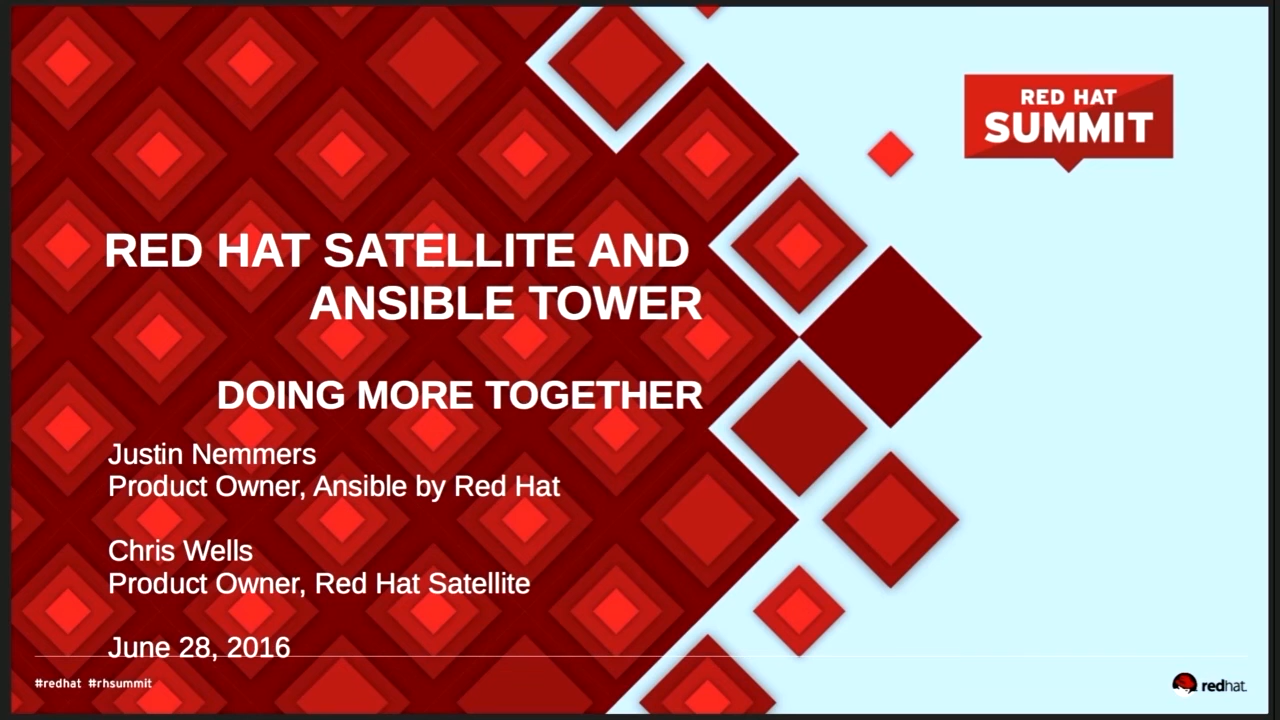 RED HAT
SUMMIT
RED HAT SATELLITE AND
ANSIBLE TOWER
DOING MORE TOGETHER
Justin Nemmers
Product Owner, Ansible by Red Hat
Chris Wells
Product Owner, Red Hat Satellite
June 28, 2016
#redhat #rhsummit
redhat.